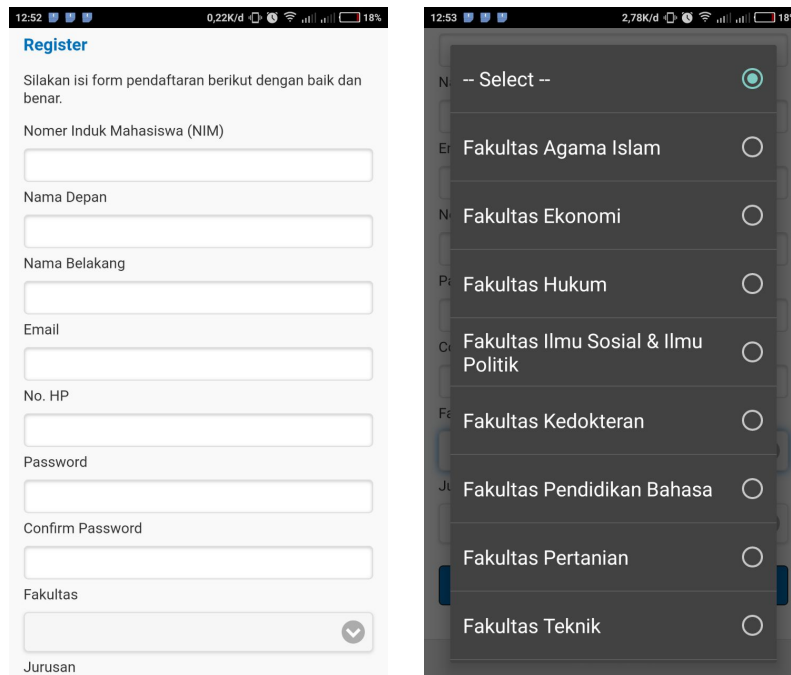 12:52
0,22K/d
18%
Register
Silakan isi form pendaftaran berikut dengan baik dan
benar.
Nomer Induk Mahasiswa (NIM)
Nama Depan
Nama Belakang
Email
No. HP
Password
Confirm Password
Fakultas
Jurusan
12:53
2,78K/d
18%
-- Select --
Fakultas Agama Islam
Fakultas Ekonomi
Fakultas Hukum
Fakultas Ilmu Sosial & Ilmu
Politik
Fakultas Kedokteran
Fakultas Pendidikan Bahasa
Fakultas Pertanian
Fakultas Teknik